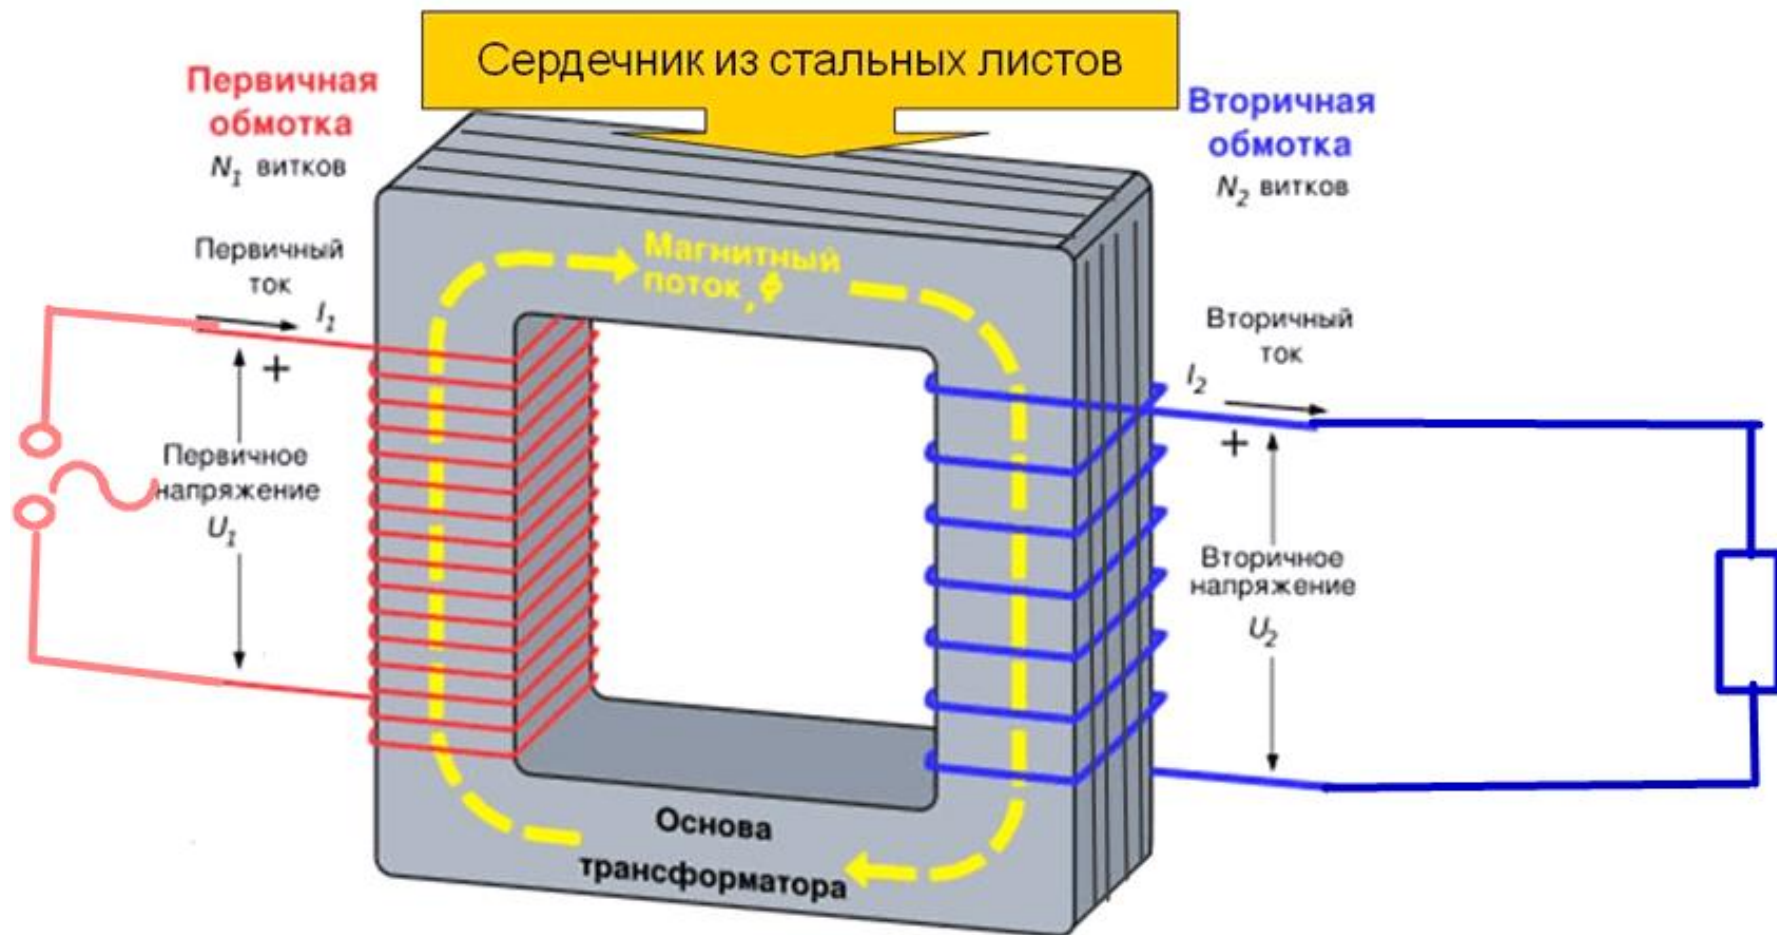 Сердечник из стальных листов
Первичная
обмотка
N1 витков
Вторичная
обмотка
N2 витков
Первичный
ток
I1
+
Первичное
напряжение
U1
Магнитный
поток, Ф
Вторичный
ток
I2
+
Вторичное
напряжение
U2
Основа
трансформатора